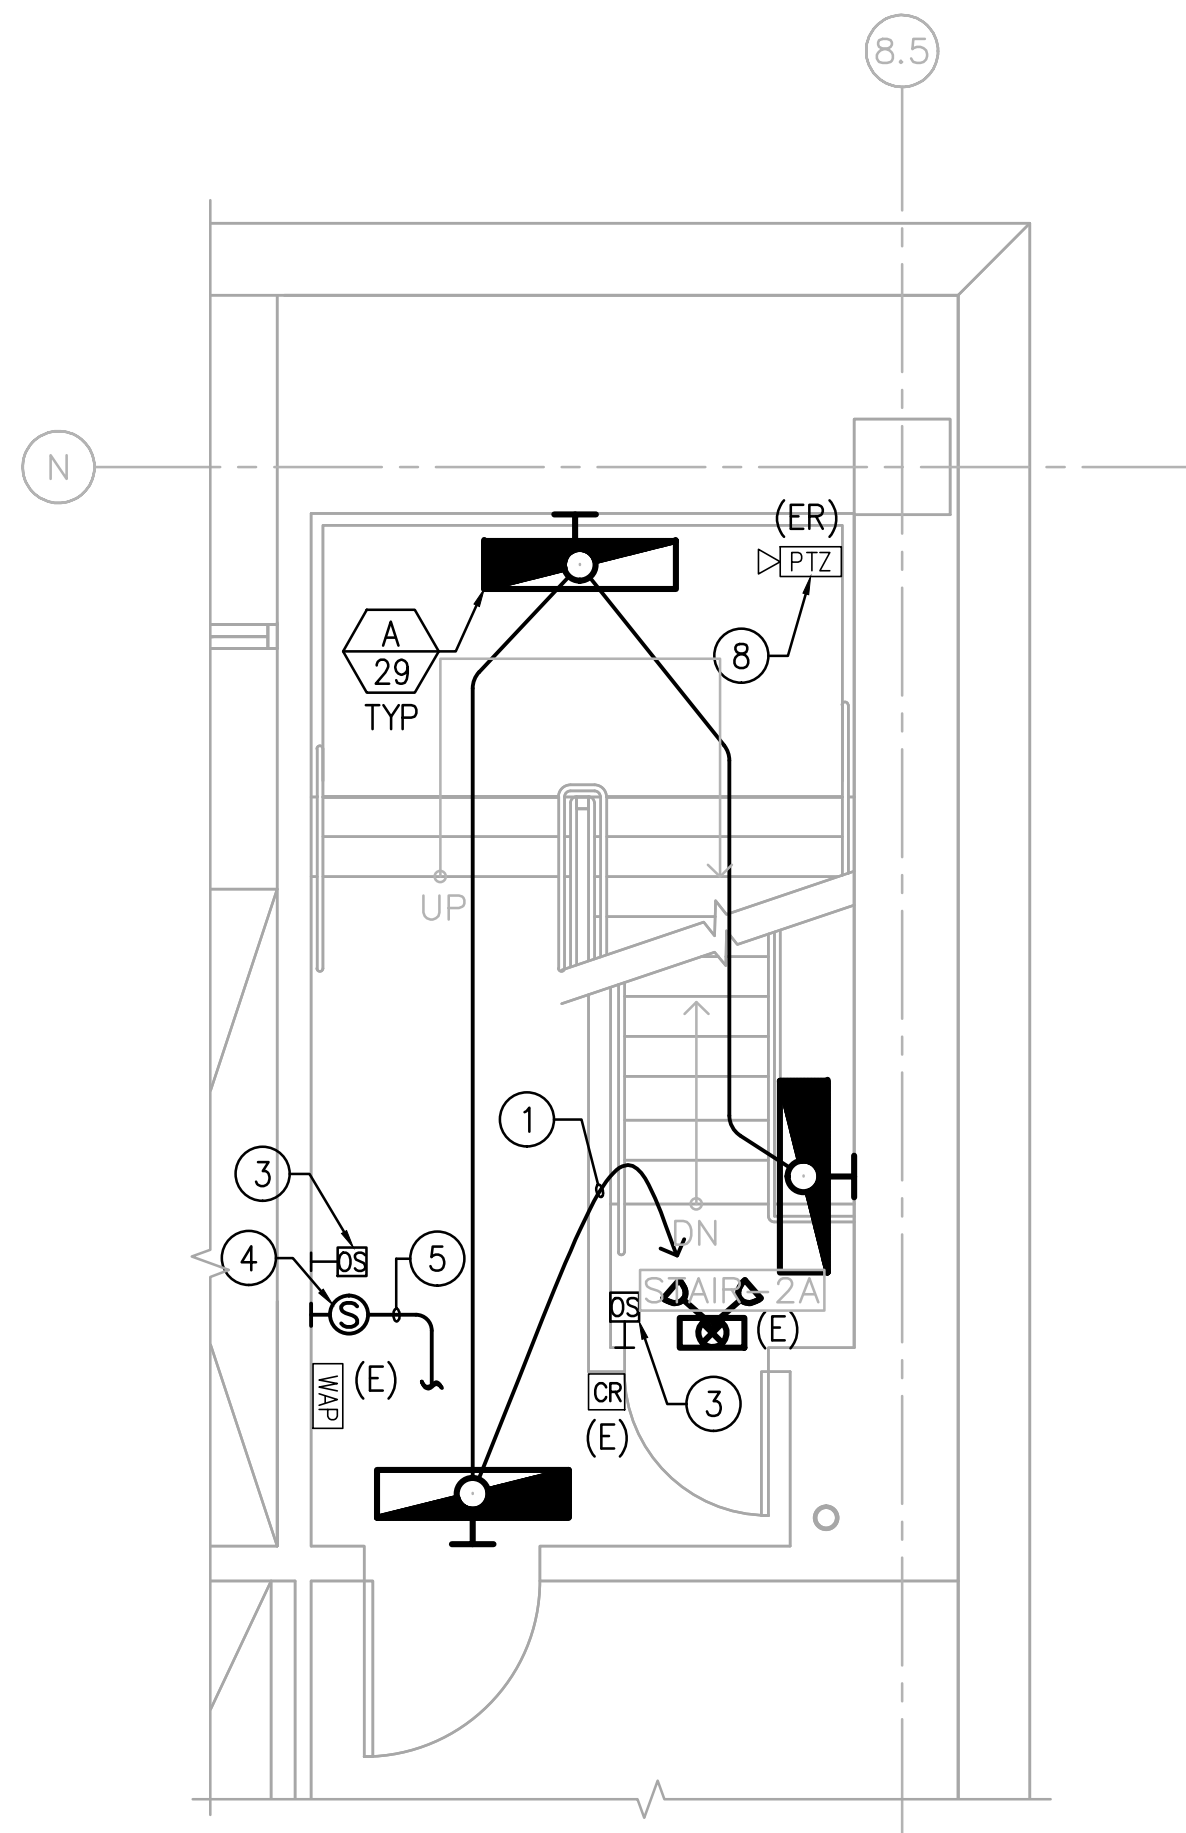 8.5
N
(ER)
PTZ
A
29
TYP
8
UP
1
3
OS
DN
4
S
5
STAIR-2A
OS
(E)
WAP
(E)
CR
3
(E)